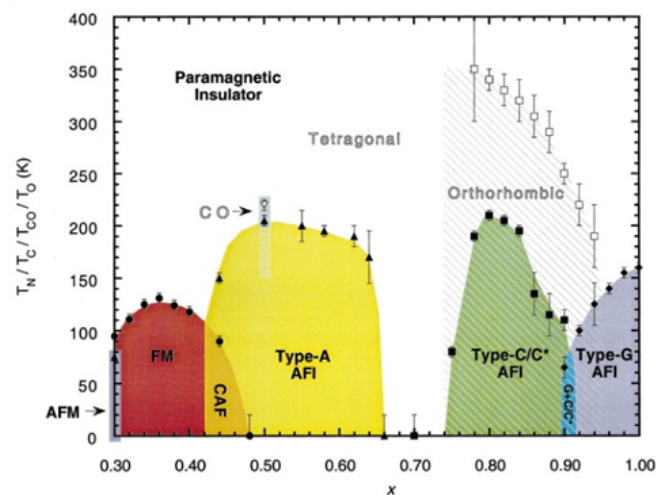 400
350
300
250
200
150
100
50
0
T_N / T_C / T_CO / T_O (K)
Paramagnetic
Insulator
Tetragonal
CO
Orthorhombic
FM
CAF
Type-A
AFI
Type-C/C*
AFI
G+C/C*
Type-G
AFI
AFM
0.30
0.40
0.50
0.60
0.70
0.80
0.90
1.00
x